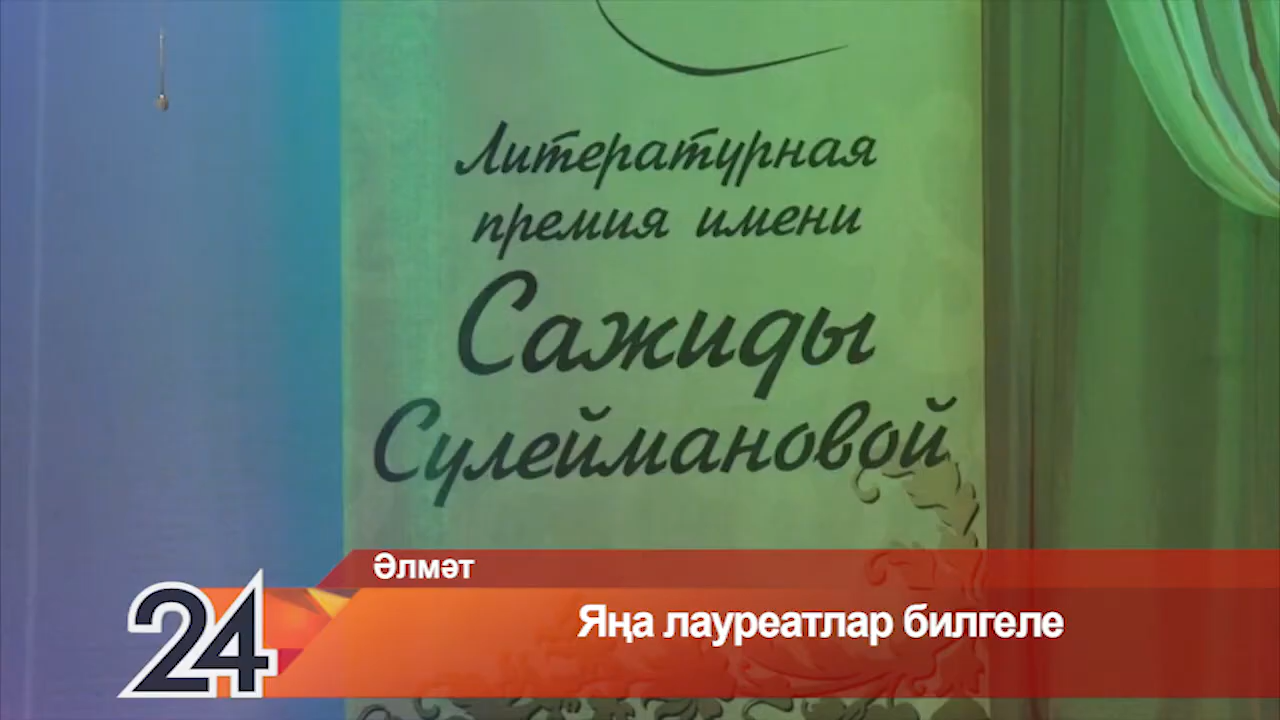 Литературная
премия имени
Сажиды
Сулеймановой
Әлмәт
24
Яңа лауреатлар билгеле